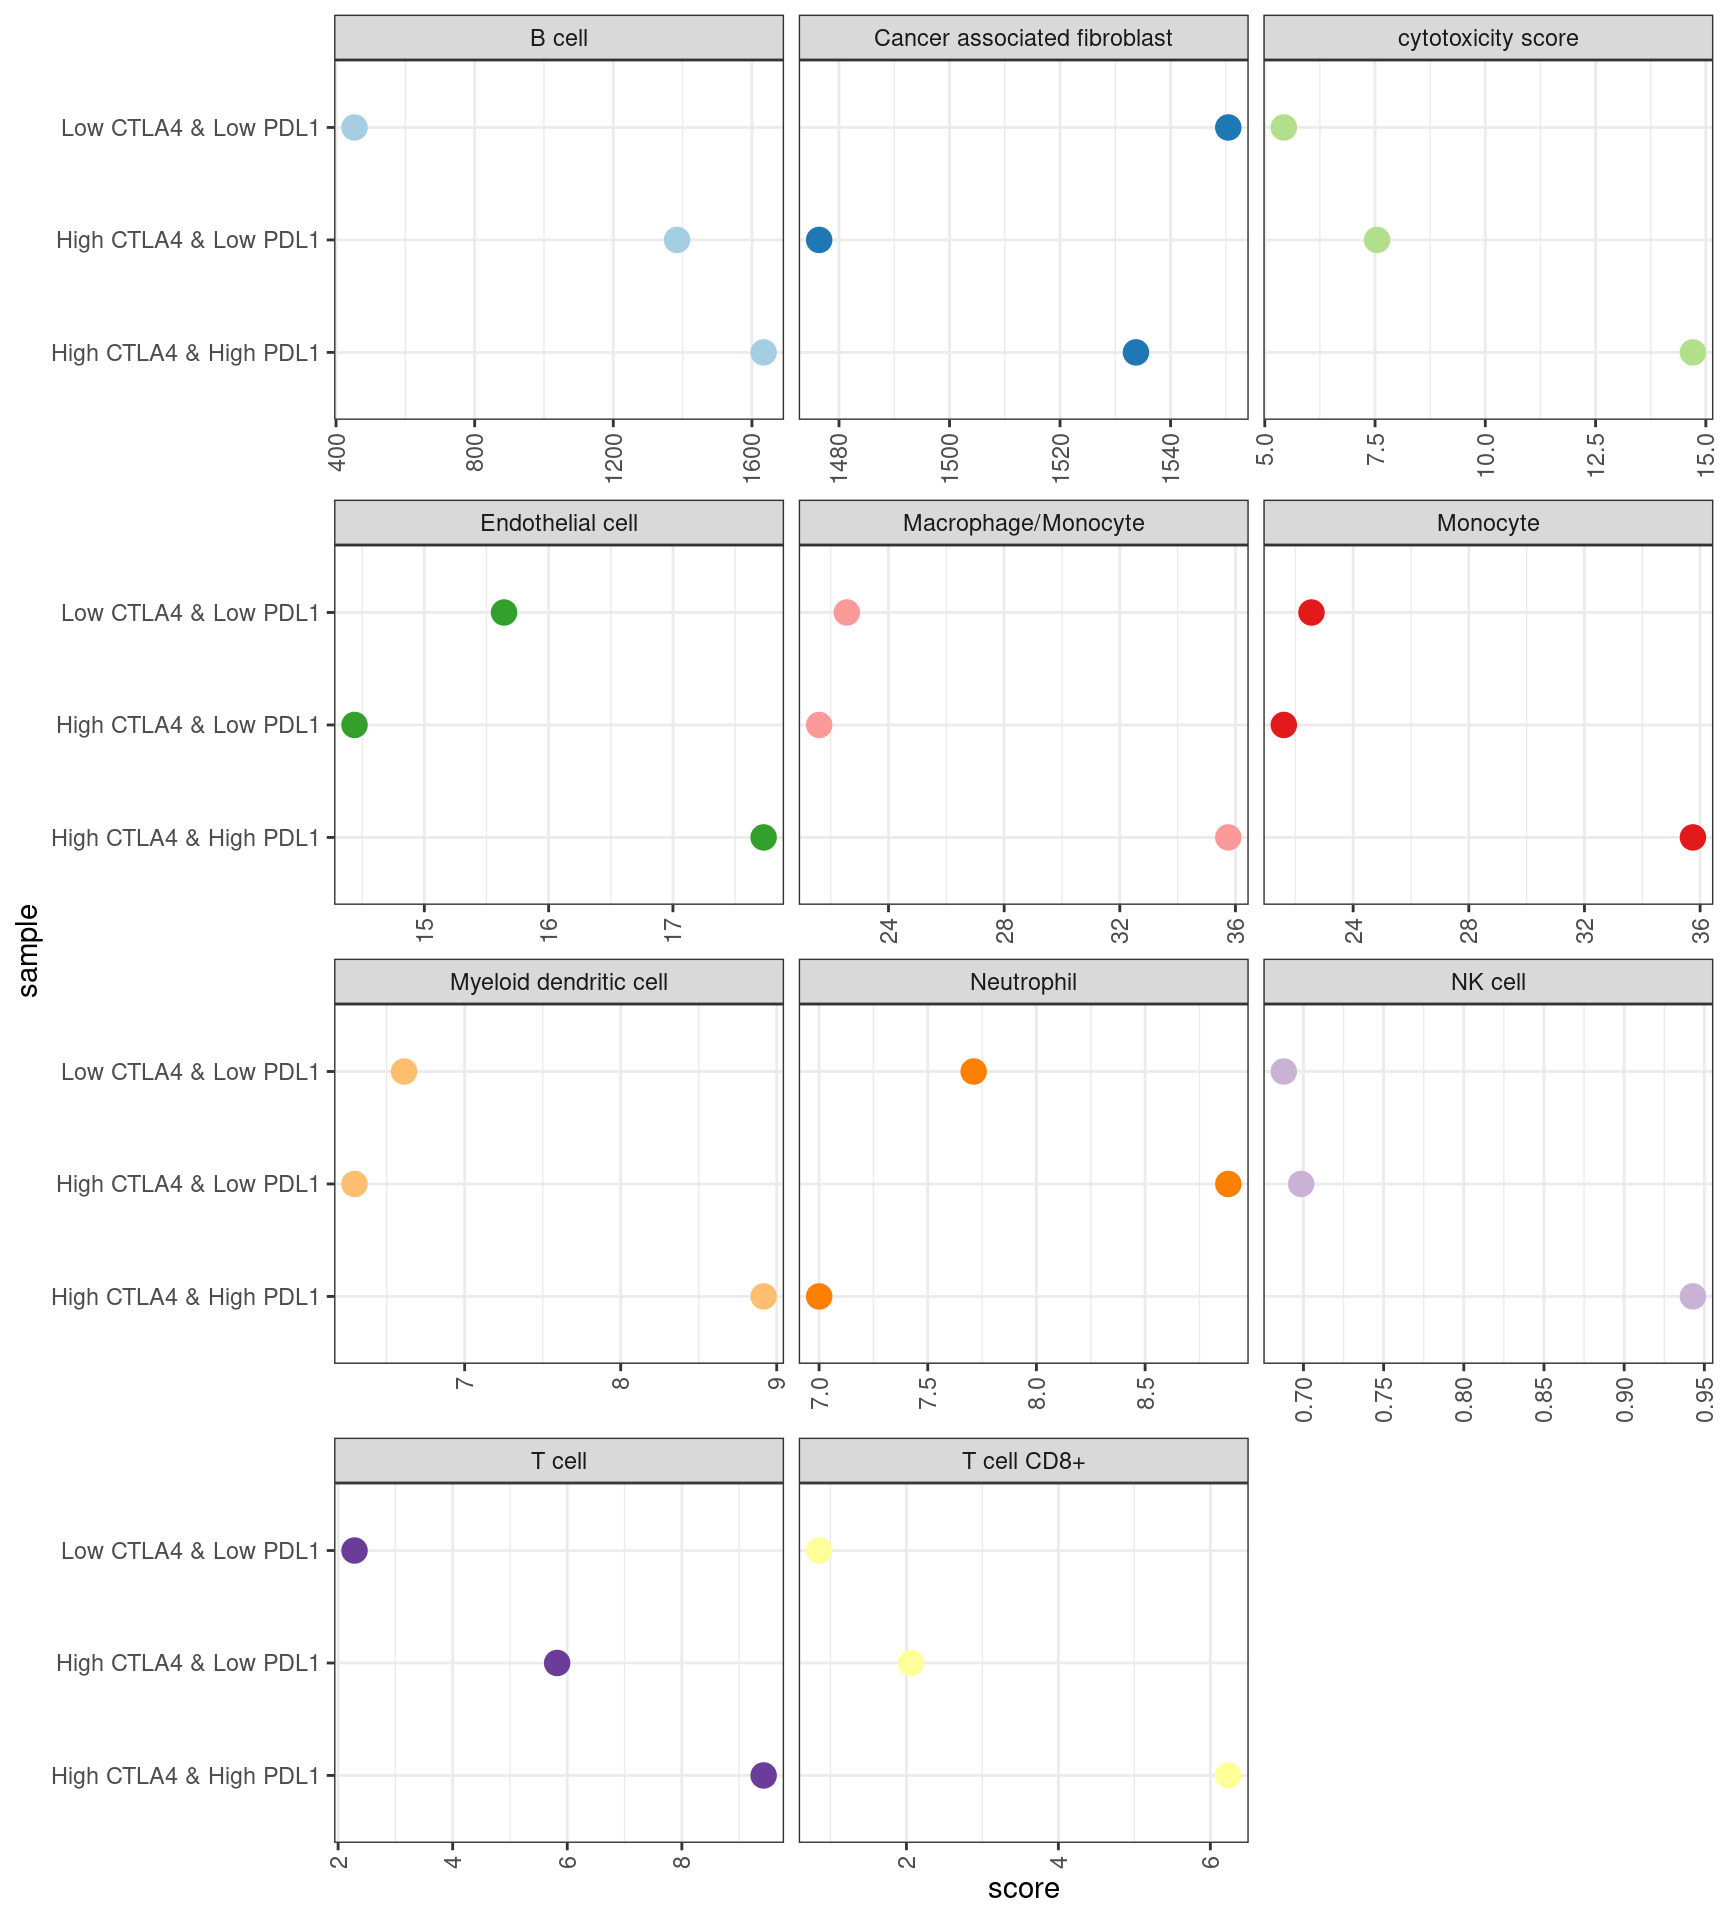 B cell
Cancer associated fibroblast
cytotoxicity score
Low CTLA4 & Low PDL1
High CTLA4 & Low PDL1
High CTLA4 & High PDL1
400 800 1200 1600
1480 1500 1520 1540
5.0 7.5 10.0 12.5 15.0
Endothelial cell
Macrophage/Monocyte
Monocyte
Low CTLA4 & Low PDL1
High CTLA4 & Low PDL1
High CTLA4 & High PDL1
15 16 17
24 28 32 36
24 28 32 36
sample
Myeloid dendritic cell
Neutrophil
NK cell
Low CTLA4 & Low PDL1
High CTLA4 & Low PDL1
High CTLA4 & High PDL1
7 8 9
7.0 7.5 8.0 8.5
0.70 0.75 0.80 0.85 0.90 0.95
T cell
T cell CD8+
Low CTLA4 & Low PDL1
High CTLA4 & Low PDL1
High CTLA4 & High PDL1
2 4 6 8
2 4 6
score